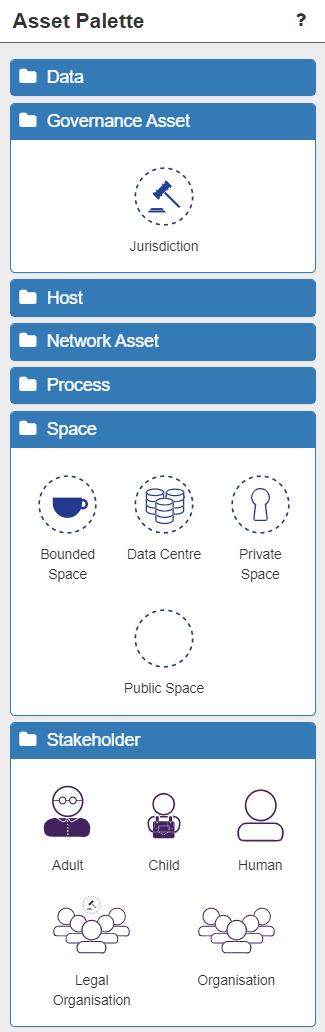 Asset Palette ?
Data
Governance Asset
Jurisdiction
Host
Network Asset
Process
Space
Bounded Space
Data Centre
Private Space
Public Space
Stakeholder
Adult
Child
Human
Legal Organisation
Organisation